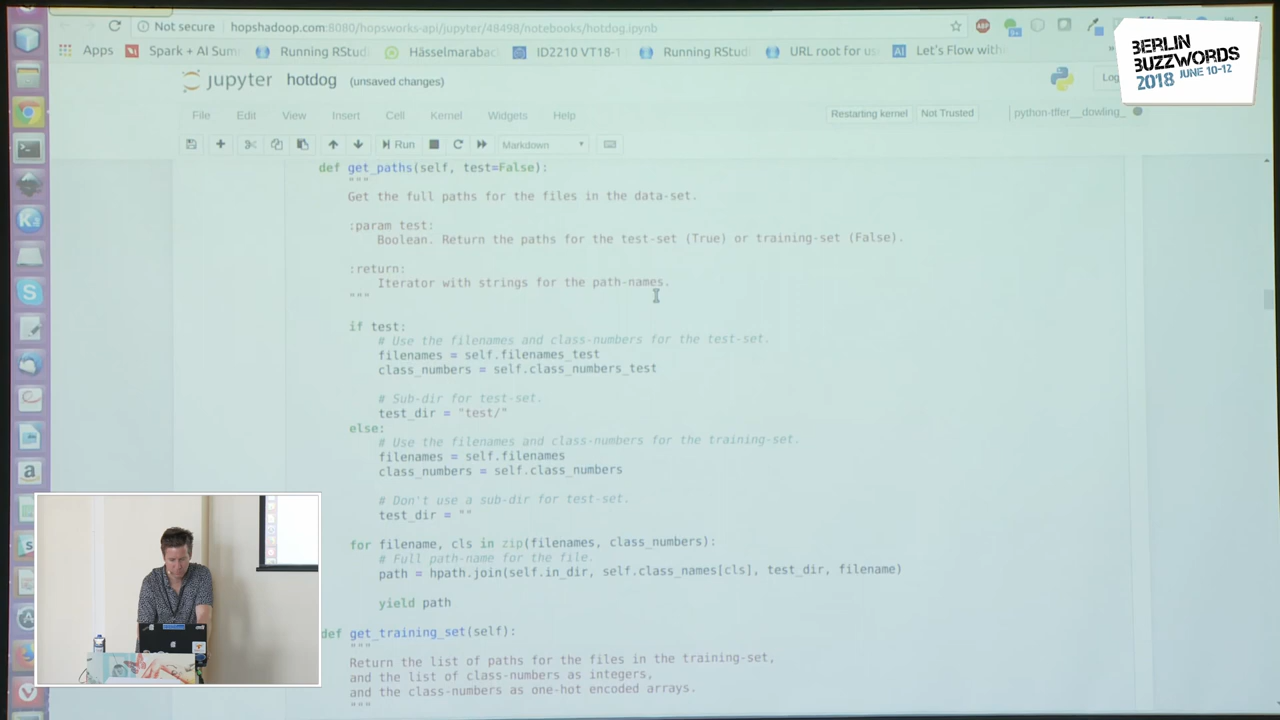 Not secure
hopshadoop.com:8080/hopsworks-api/jupyter/48498/notebooks/hotdog.ipynb
Apps
Spark + AI Sum
Running RStudi
Hässelmarabac
ID2210 VT18-1
Running RStudi
URL root for us
Let's Flow with
BERLIN
BUZZWORDS
2018 JUNE 10-12
jupyter hotdog (unsaved changes)
Log
File Edit View Insert Cell Kernel Widgets Help
Restarting kernel
Not Trusted
python-tffer__dowling_
Run
Markdown
def get_paths(self, test=False):
"""
Get the full paths for the files in the data-set.
:param test:
Boolean. Return the paths for the test-set (True) or training-set (False).
:return:
Iterator with strings for the path-names.
"""
if test:
# Use the filenames and class-numbers for the test-set.
filenames = self.filenames_test
class_numbers = self.class_numbers_test
# Sub-dir for test-set.
test_dir = "test/"
else:
# Use the filenames and class-numbers for the training-set.
filenames = self.filenames
class_numbers = self.class_numbers
# Don't use a sub-dir for test-set.
test_dir = ""
for filename, cls in zip(filenames, class_numbers):
# Full path-name for the file.
path = hpath.join(self.in_dir, self.class_names[cls], test_dir, filename)
yield path
def get_training_set(self):
"""
Return the list of paths for the files in the training-set,
and the list of class-numbers as integers,
and the class-numbers as one-hot encoded arrays.
"""